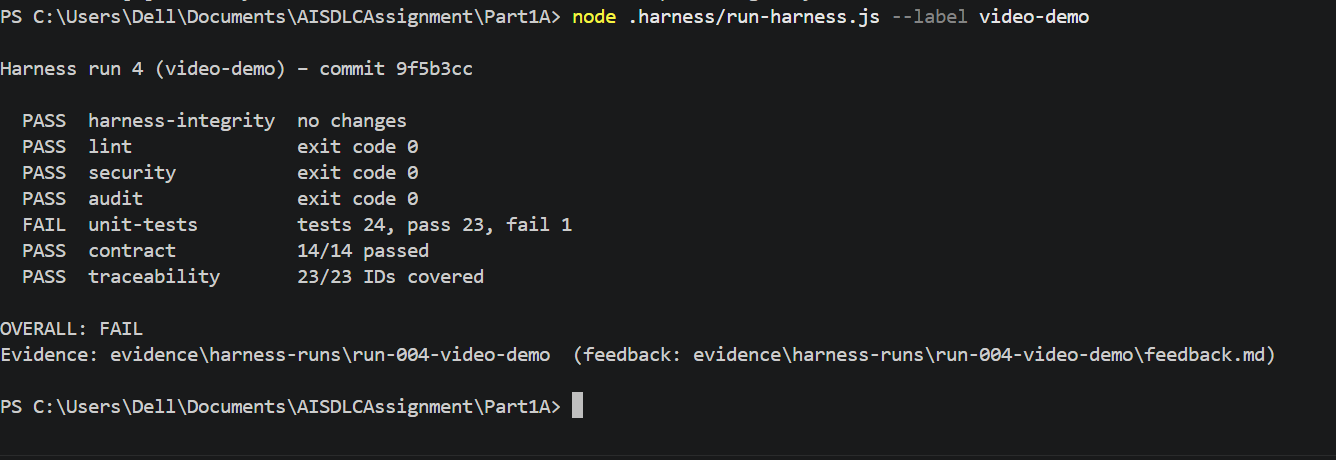 PS C:\Users\Dell\Documents\AISDLCAssignment\Part1A> node .harness/run-harness.js --label video-demo
Harness run 4 (video-demo) – commit 9f5b3cc
PASS harness-integrity no changes
PASS lint exit code 0
PASS security exit code 0
PASS audit exit code 0
FAIL unit-tests tests 24, pass 23, fail 1
PASS contract 14/14 passed
PASS traceability 23/23 IDs covered
OVERALL: FAIL
Evidence: evidence\harness-runs\run-004-video-demo (feedback: evidence\harness-runs\run-004-video-demo\feedback.md)
PS C:\Users\Dell\Documents\AISDLCAssignment\Part1A>